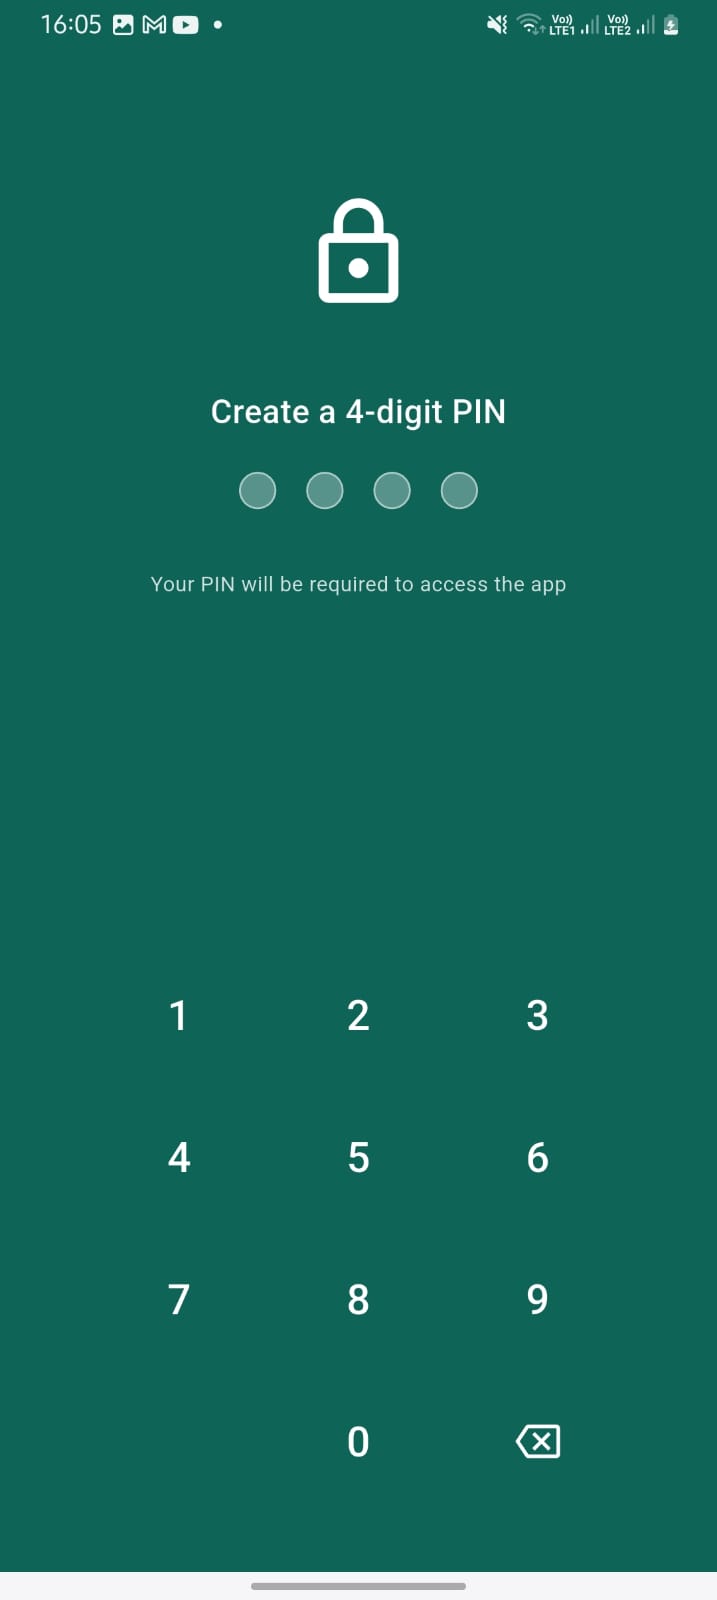 16:05 Vo)) LTE1 Vo)) LTE2
Create a 4-digit PIN
Your PIN will be required to access the app
1 2 3
4 5 6
7 8 9
0